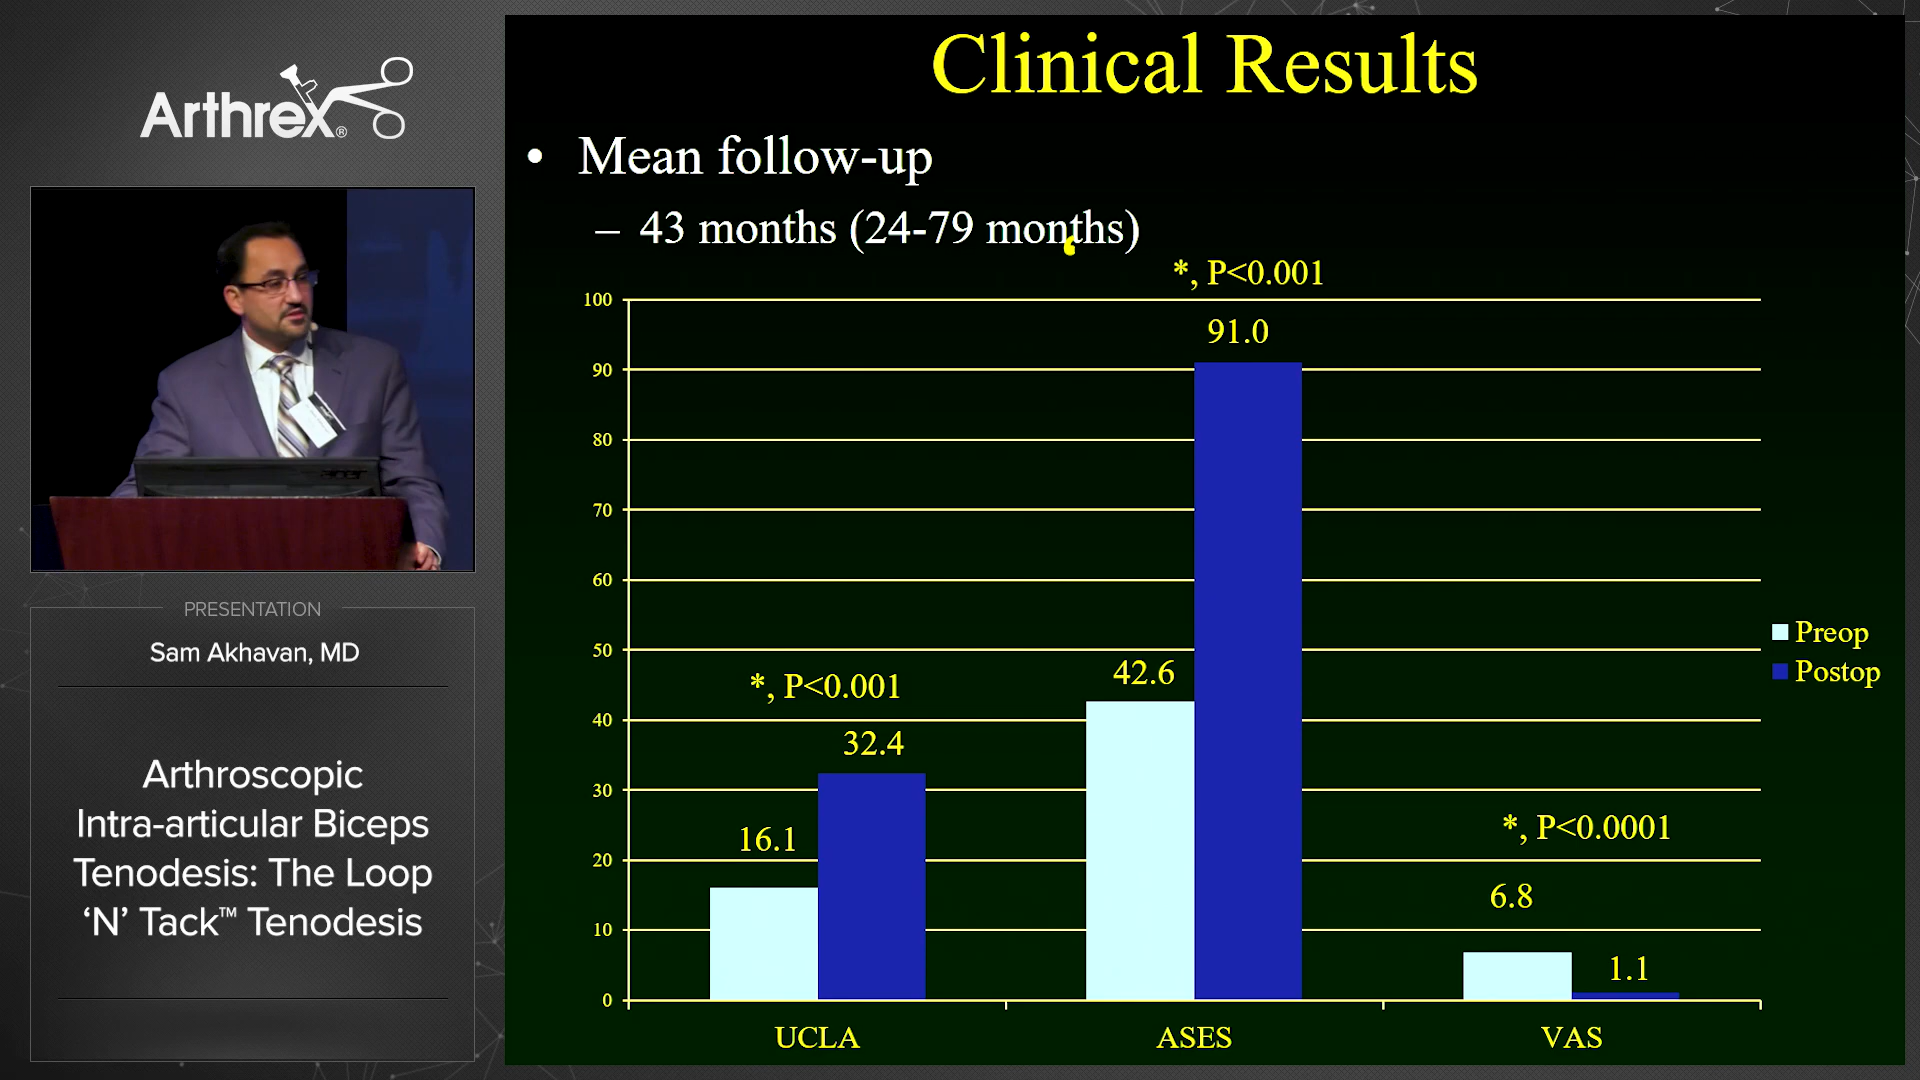 Arthrex®
acer
PRESENTATION
Sam Akhavan, MD
Arthroscopic
Intra-articular Biceps
Tenodesis: The Loop
‘N’ Tack™ Tenodesis
Clinical Results
• Mean follow-up
– 43 months (24-79 months)
‘
*, P<0.001
100
91.0
90
80
70
60
Preop
50
Postop
42.6
*, P<0.001
40
32.4
30
*, P<0.0001
16.1
20
6.8
10
1.1
0
UCLA
ASES
VAS